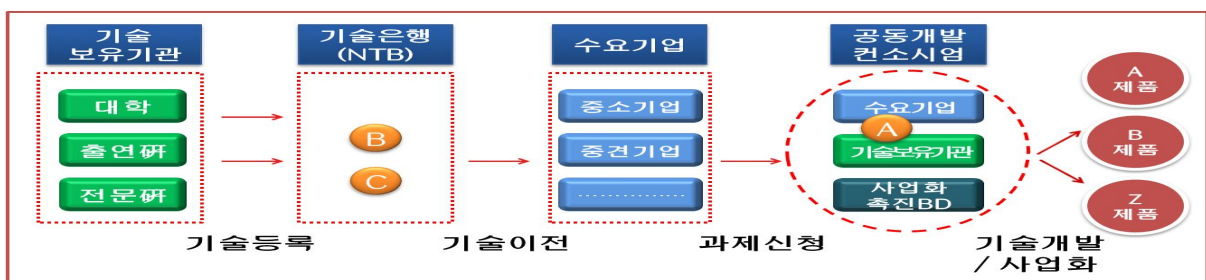 기술
보유기관
기술은행
(NTB)
수요기업
공동개발
컨소시엄
대학
출연硏
전문硏
B
C
중소기업
중견기업
..................
수요기업
A
기술보유기관
사업화
촉진BD
A
제품
B
제품
Z
제품
기술등록
기술이전
과제신청
기술개발
/ 사업화